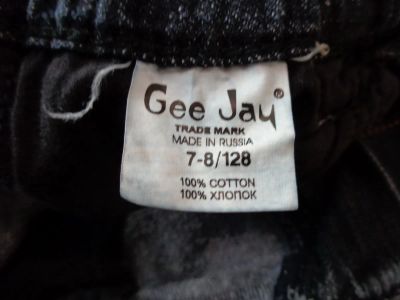 Gee Jay®
TRADE MARK
MADE IN RUSSIA
7-8/128
100% COTTON
100% ХЛОПОК